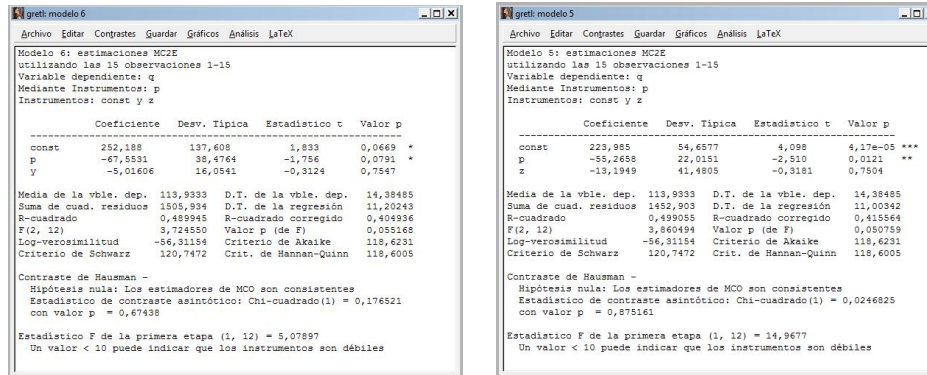 gretl: modelo 6
Archivo Editar Contrastes Guardar Gráficos Análisis LaTeX
Modelo 6: estimaciones MC2E
utilizando las 15 observaciones 1-15
Variable dependiente: q
Mediante Instrumentos: p
Instrumentos: const y z
Coeficiente Desv. Típica Estadístico t Valor p
const 252,188 137,608 1,833 0,0669 *
p -67,5531 38,4764 -1,756 0,0791 *
y -5,01606 16,0541 -0,3124 0,7547
Media de la vble. dep. 113,9333 D.T. de la vble. dep. 14,38485
Suma de cuad. residuos 1505,934 D.T. de la regresión 11,20243
R-cuadrado 0,489945 R-cuadrado corregido 0,404936
F(2, 12) 3,724550 Valor p (de F) 0,055168
Log-verosimilitud -56,31154 Criterio de Akaike 118,6231
Criterio de Schwarz 120,7472 Crit. de Hannan-Quinn 118,6005
Contraste de Hausman -
Hipótesis nula: Los estimadores de MCO son consistentes
Estadístico de contraste asintótico: Chi-cuadrado(1) = 0,176521
con valor p = 0,67438
Estadístico F de la primera etapa (1, 12) = 5,07897
Un valor < 10 puede indicar que los instrumentos son débiles
gretl: modelo 5
Archivo Editar Contrastes Guardar Gráficos Análisis LaTeX
Modelo 5: estimaciones MC2E
utilizando las 15 observaciones 1-15
Variable dependiente: q
Mediante Instrumentos: p
Instrumentos: const y z
Coeficiente Desv. Típica Estadístico t Valor p
const 223,985 54,6577 4,098 4,17e-05 ***
p -55,2658 22,0151 -2,510 0,0121 **
z -13,1949 41,4805 -0,3181 0,7504
Media de la vble. dep. 113,9333 D.T. de la vble. dep. 14,38485
Suma de cuad. residuos 1452,903 D.T. de la regresión 11,00342
R-cuadrado 0,499055 R-cuadrado corregido 0,415564
F(2, 12) 3,860494 Valor p (de F) 0,050759
Log-verosimilitud -56,31154 Criterio de Akaike 118,6231
Criterio de Schwarz 120,7472 Crit. de Hannan-Quinn 118,6005
Contraste de Hausman -
Hipótesis nula: Los estimadores de MCO son consistentes
Estadístico de contraste asintótico: Chi-cuadrado(1) = 0,0246825
con valor p = 0,875161
Estadístico F de la primera etapa (1, 12) = 14,9677
Un valor < 10 puede indicar que los instrumentos son débiles